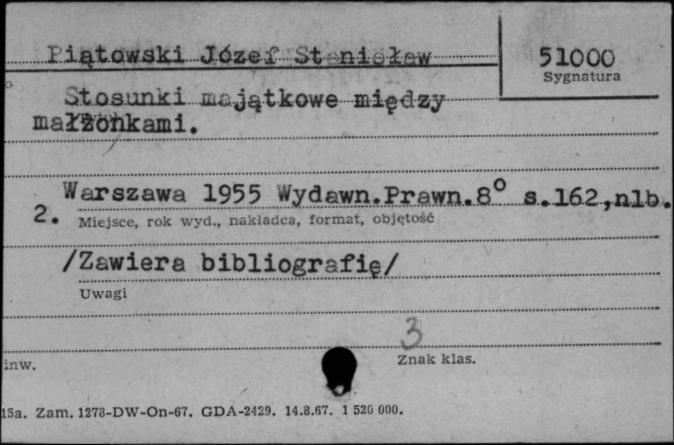 Piątowski Józef Stanisław
51000
Sygnatura
Stosunki majątkowe między
małżonkami.
Warszawa 1955 Wydawn.Prawn.8° s.162,nlb.
2.
Miejsce, rok wyd., nakładca, format, objętość
/Zawiera bibliografię/
Uwagi
3
inw.
Znak klas.
15a. Zam. 1278-DW-On-67. GDA-2429. 14.8.67. 1 520 000.